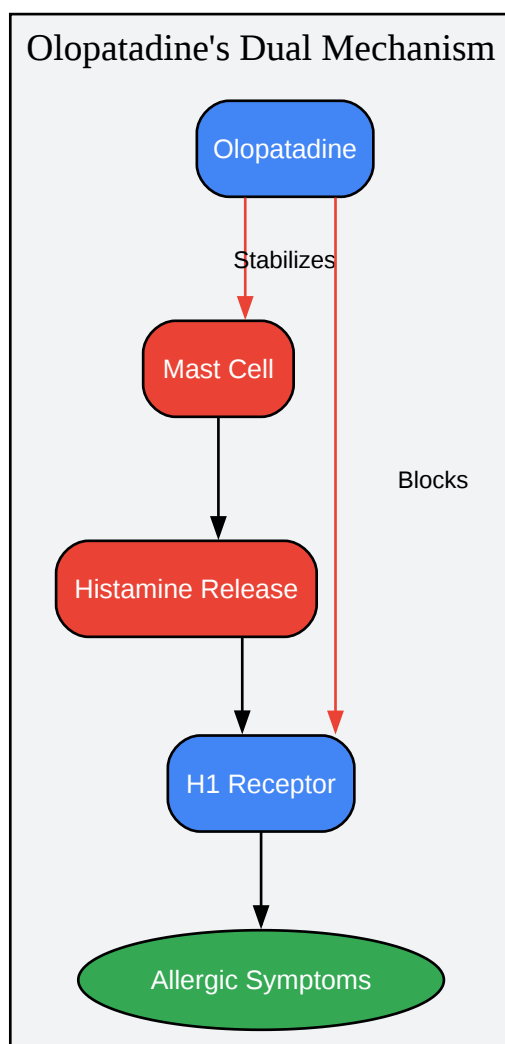 Olopatadine's Dual Mechanism
Olopatadine
Stabilizes
Mast Cell
Blocks
Histamine Release
H1 Receptor
Allergic Symptoms